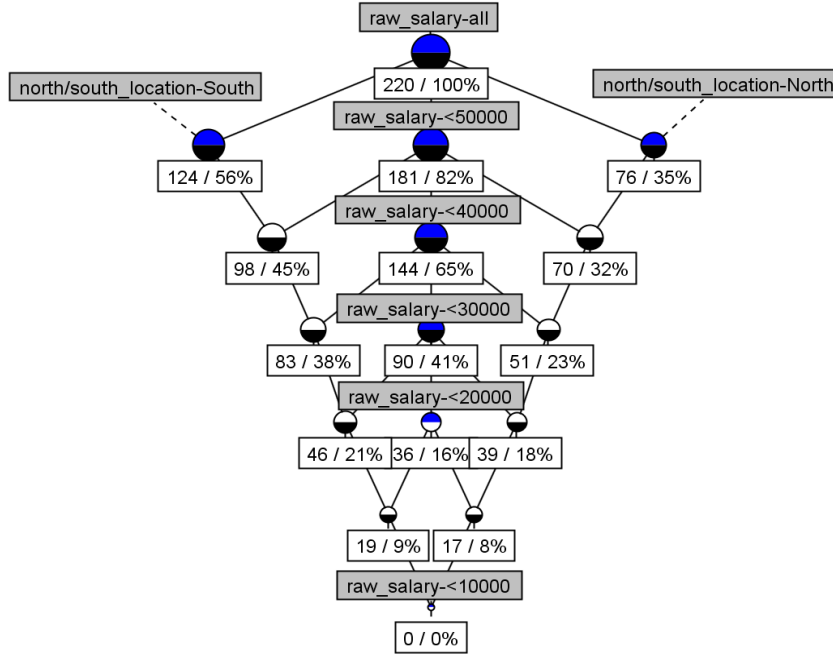 raw_salary-all
north/south_location-South
220 / 100%
north/south_location-North
raw_salary-<50000
124 / 56%
181 / 82%
76 / 35%
raw_salary-<40000
98 / 45%
144 / 65%
70 / 32%
raw_salary-<30000
83 / 38%
90 / 41%
51 / 23%
raw_salary-<20000
46 / 21%
36 / 16%
39 / 18%
19 / 9%
17 / 8%
raw_salary-<10000
0 / 0%